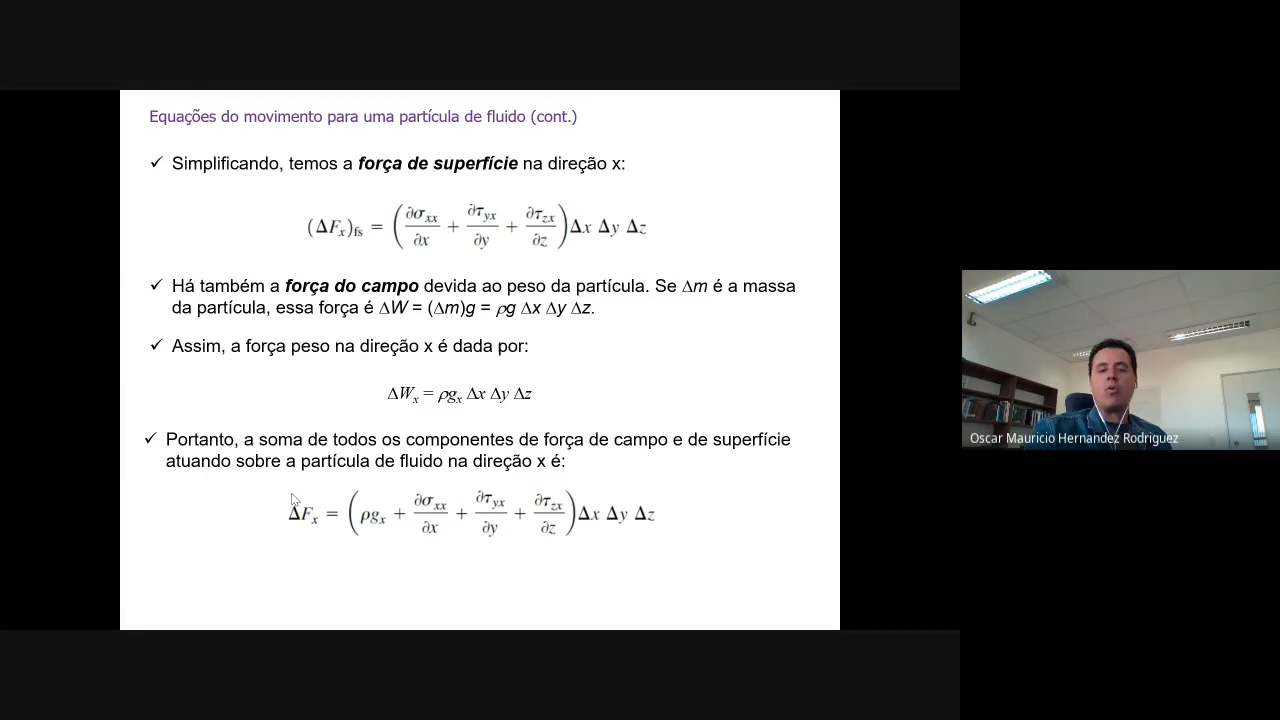 Equações do movimento para uma partícula de fluido (cont.)
✓ Simplificando, temos a força de superfície na direção x:
(ΔFₓ)fs = (∂σₓₓ/∂x + ∂τyx/∂y + ∂τzx/∂z) Δx Δy Δz
✓ Há também a força do campo devida ao peso da partícula. Se Δm é a massa
da partícula, essa força é ΔW = (Δm)g = ρg Δx Δy Δz.
✓ Assim, a força peso na direção x é dada por:
ΔWₓ = ρgₓ Δx Δy Δz
✓ Portanto, a soma de todos os componentes de força de campo e de superfície
atuando sobre a partícula de fluido na direção x é:
ΔFₓ = (ρgₓ + ∂σₓₓ/∂x + ∂τyx/∂y + ∂τzx/∂z) Δx Δy Δz
Oscar Mauricio Hernandez Rodriguez